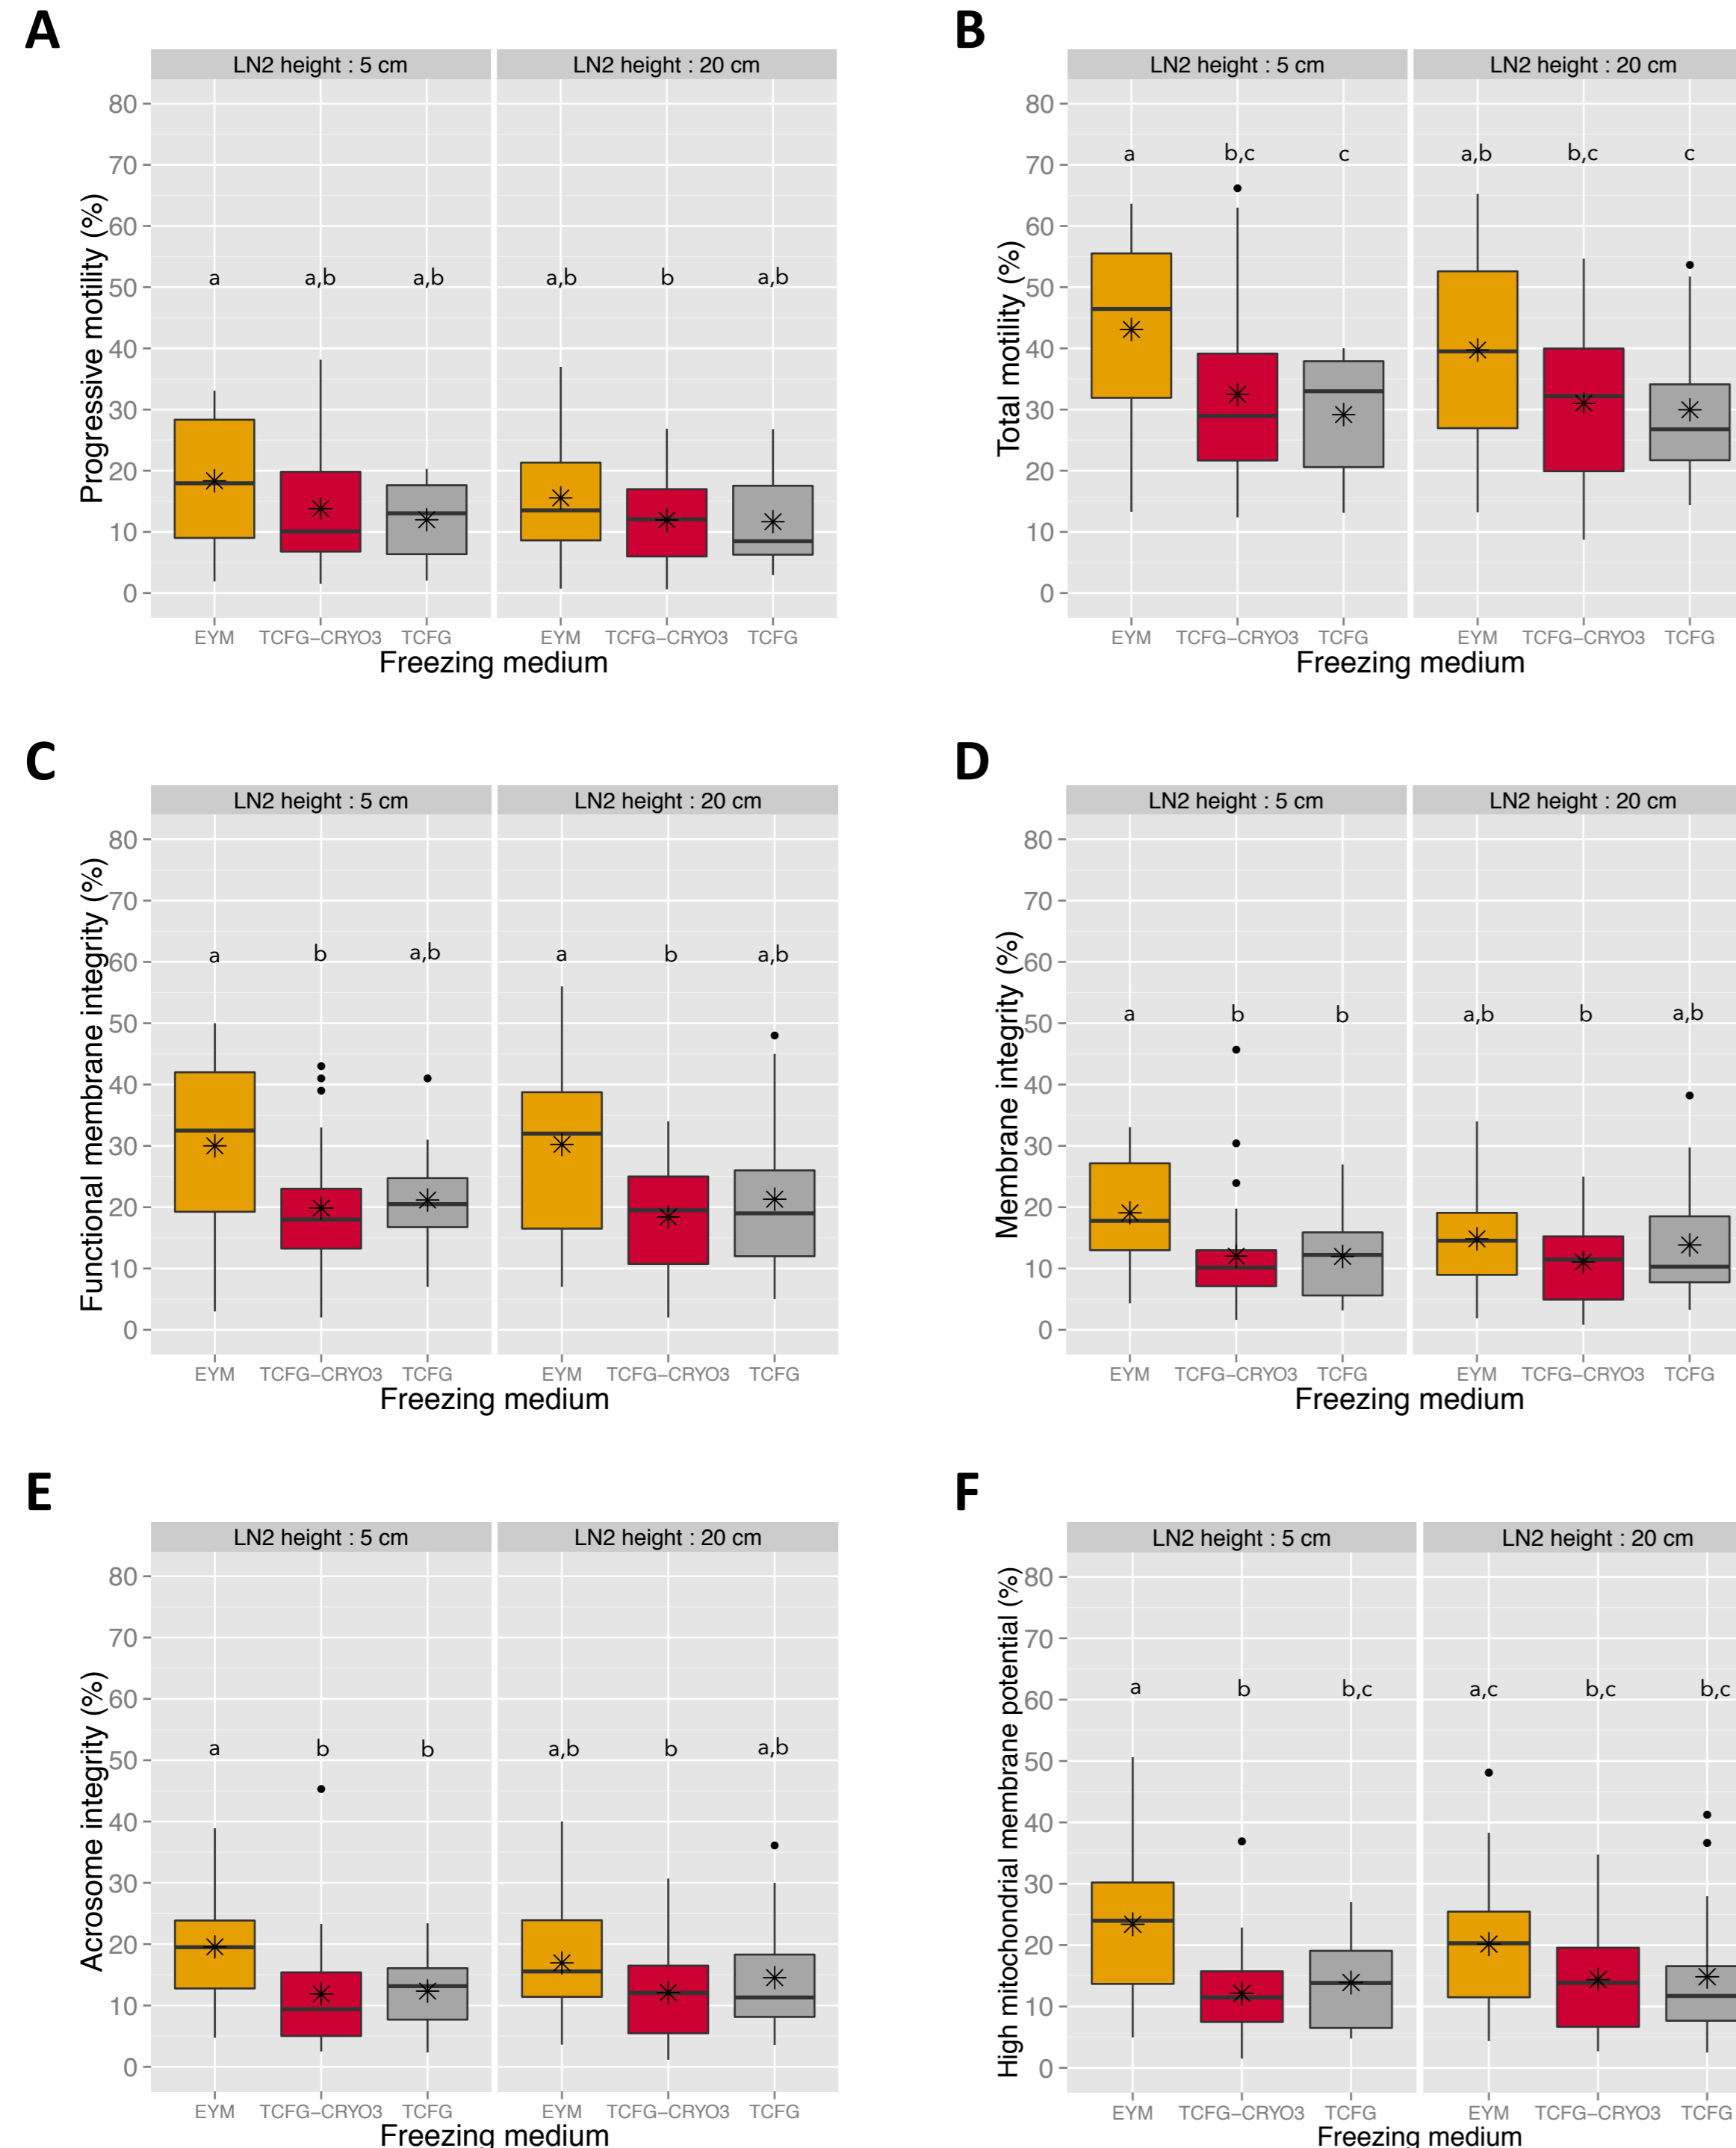 A
LN2 height : 5 cm
LN2 height : 20 cm
Progressive motility (%)
80
70
60
50
40
30
20
10
0
a
a,b
a,b
a,b
b
a,b
EYM
TCFG−CRYO3
TCFG
EYM
TCFG−CRYO3
TCFG
Freezing medium
B
LN2 height : 5 cm
LN2 height : 20 cm
Total motility (%)
80
70
60
50
40
30
20
10
0
a
b,c
c
a,b
b,c
c
EYM
TCFG−CRYO3
TCFG
EYM
TCFG−CRYO3
TCFG
Freezing medium
C
LN2 height : 5 cm
LN2 height : 20 cm
Functional membrane integrity (%)
80
70
60
50
40
30
20
10
0
a
b
a,b
a
b
a,b
EYM
TCFG−CRYO3
TCFG
EYM
TCFG−CRYO3
TCFG
Freezing medium
D
LN2 height : 5 cm
LN2 height : 20 cm
Membrane integrity (%)
80
70
60
50
40
30
20
10
0
a
b
b
a,b
b
a,b
EYM
TCFG−CRYO3
TCFG
EYM
TCFG−CRYO3
TCFG
Freezing medium
E
LN2 height : 5 cm
LN2 height : 20 cm
Acrosome integrity (%)
80
70
60
50
40
30
20
10
0
a
b
b
a,b
b
a,b
EYM
TCFG−CRYO3
TCFG
EYM
TCFG−CRYO3
TCFG
Freezing medium
F
LN2 height : 5 cm
LN2 height : 20 cm
High mitochondrial membrane potential (%)
80
70
60
50
40
30
20
10
0
a
b
b,c
a,c
b,c
b,c
EYM
TCFG−CRYO3
TCFG
EYM
TCFG−CRYO3
TCFG
Freezing medium